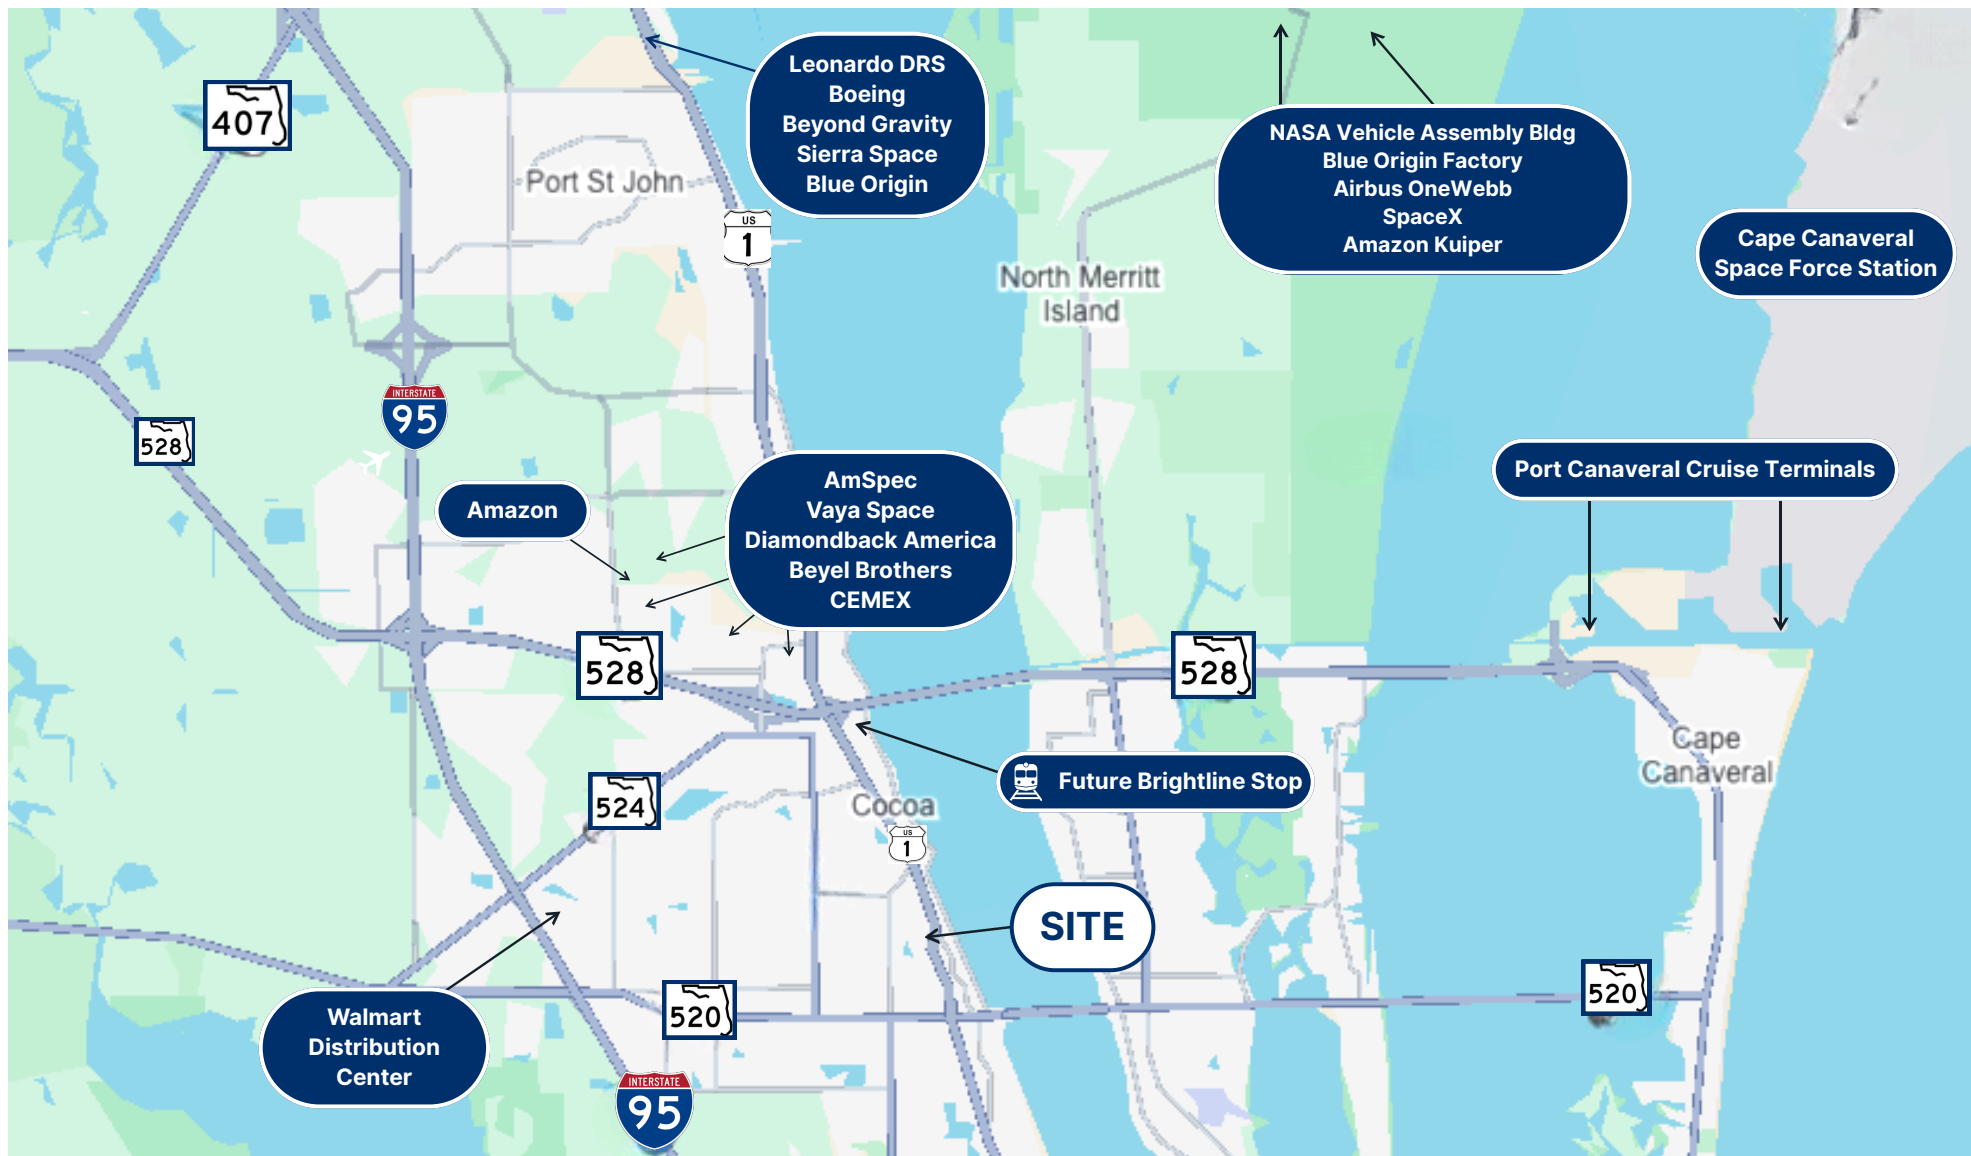 Leonardo DRS
Boeing
Beyond Gravity
Sierra Space
Blue Origin
407
NASA Vehicle Assembly Bldg
Blue Origin Factory
Airbus OneWebb
SpaceX
Amazon Kuiper
Port St John
US
1
Cape Canaveral
Space Force Station
North Merritt
Island
INTERSTATE
95
528
Port Canaveral Cruise Terminals
Amazon
AmSpec
Vaya Space
Diamondback America
Beyel Brothers
CEMEX
528
528
Cape
Canaveral
Future Brightline Stop
524
Cocoa
US
1
SITE
520
520
Walmart
Distribution
Center
INTERSTATE
95